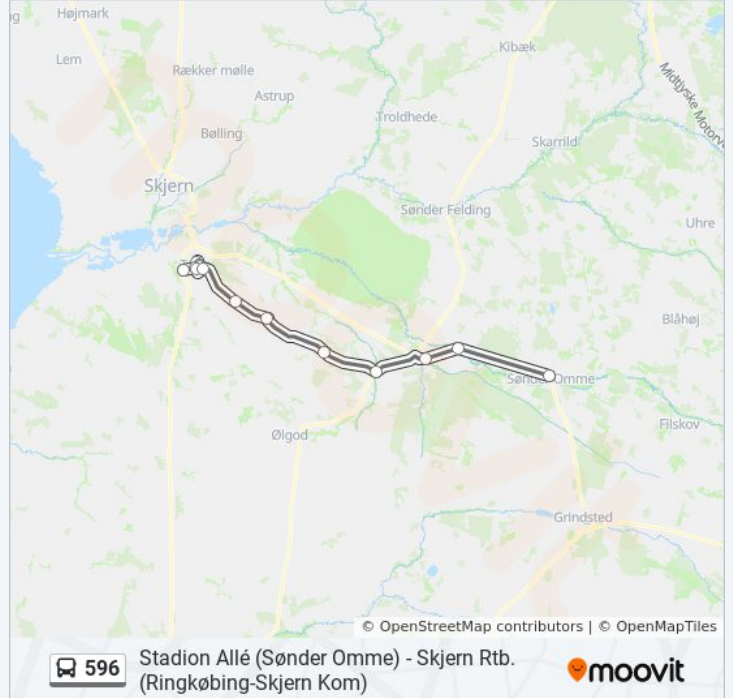 g
Højmark
Lem
Kibæk
Rækker mølle
Midtjyske Motorv
Astrup
Troldhede
Bølling
Skarrild
Skjern
Sønder Felding
Uhre
Blåhøj
Sønder Omme
Filskov
Ølgod
Grindsted
© OpenStreetMap contributors | © OpenMapTiles
596
Stadion Allé (Sønder Omme) - Skjern Rtb.
(Ringkøbing-Skjern Kom)
moovit